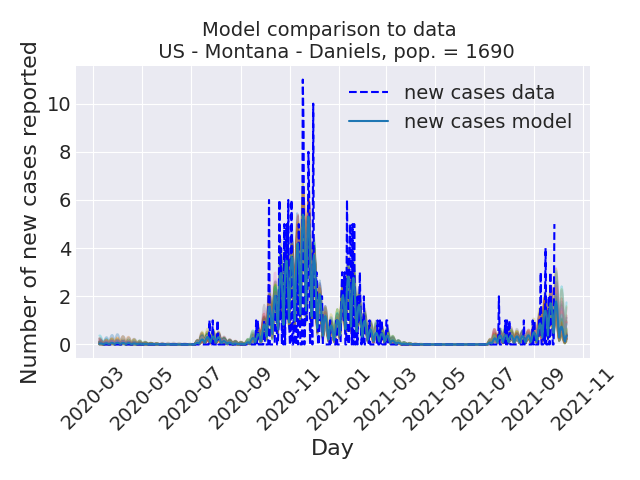 Model comparison to data
US - Montana - Daniels, pop. = 1690
Number of new cases reported
10
8
6
4
2
0
new cases data
new cases model
2020-03
2020-05
2020-07
2020-09
2020-11
2021-01
2021-03
2021-05
2021-07
2021-09
2021-11
Day